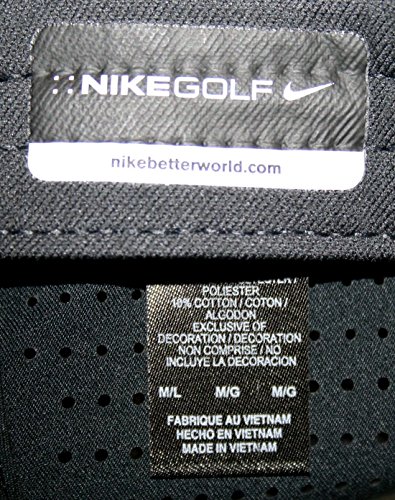 NIKEGOLF
nikebetterworld.com
POLIESTER
10% COTTON / COTON /
ALGODON
EXCLUSIVE OF
DECORATION / DECORATION
NON COMPRISE / NO
INCLUYE LA DECORACION
M/L M/G M/G
FABRIQUE AU VIETNAM
HECHO EN VIETNAM
MADE IN VIETNAM